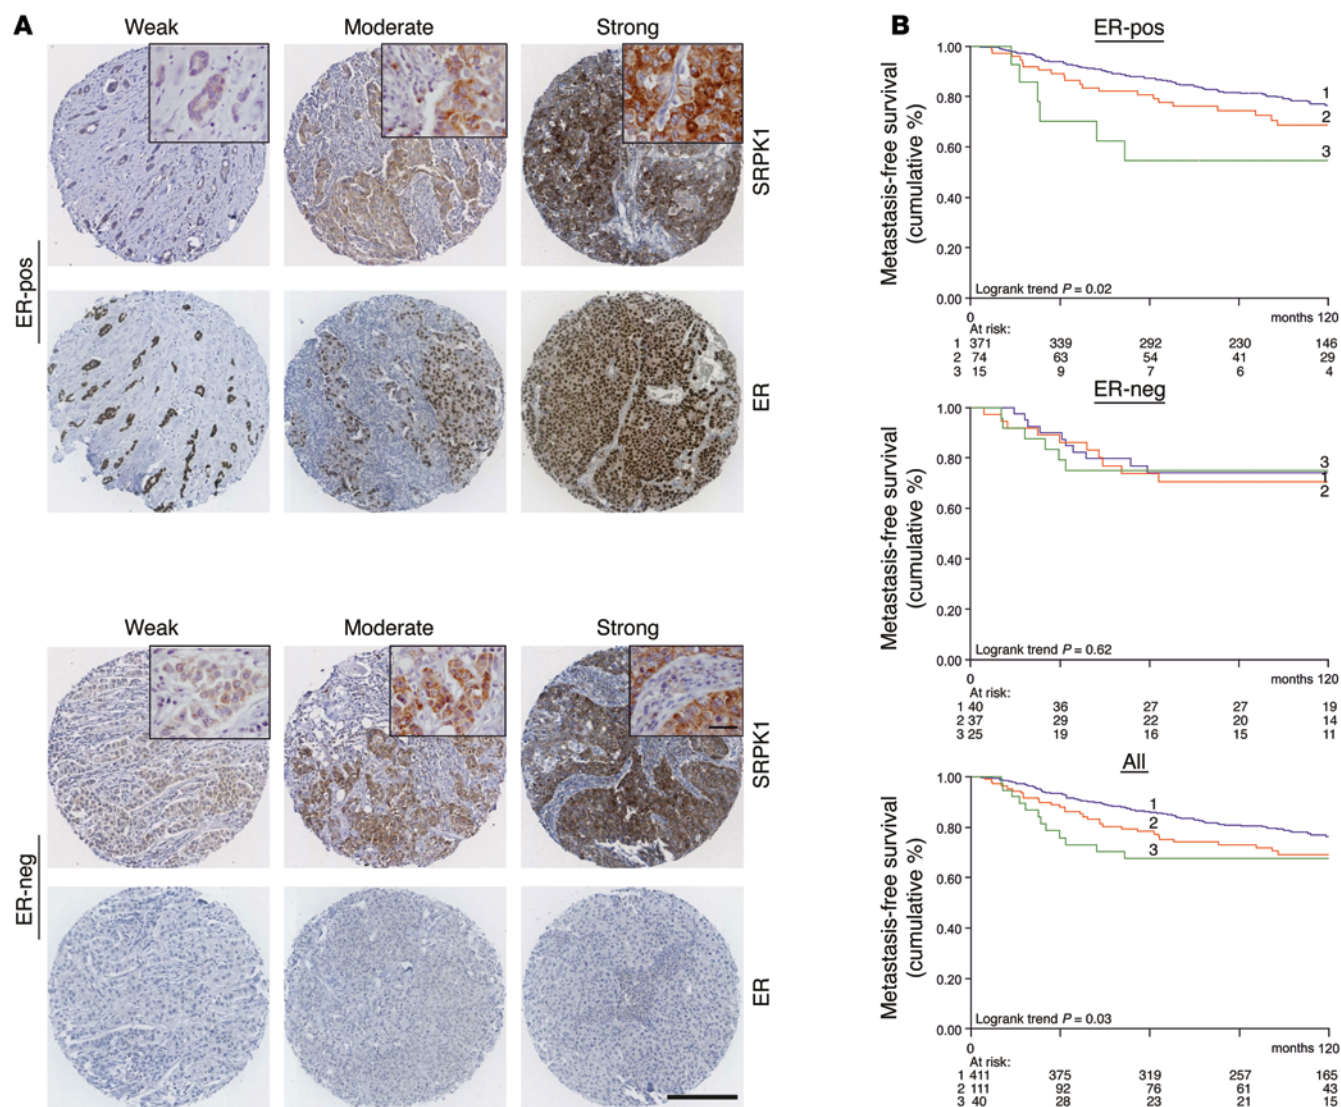 A
Weak Moderate Strong
SRPK1
ER-pos
ER
Weak Moderate Strong
SRPK1
ER-neg
ER
B
ER-pos
Metastasis-free survival
(cumulative %)
1.00
0.80
0.60
0.40
0.20
0.00
1
2
3
Logrank trend P = 0.02
0 months 120
At risk:
1 371 339 292 230 146
2 74 63 54 41 29
3 15 9 7 6 4
ER-neg
Metastasis-free survival
(cumulative %)
1.00
0.80
0.60
0.40
0.20
0.00
3
1
2
Logrank trend P = 0.62
0 months 120
At risk:
1 40 36 27 27 19
2 37 29 22 20 14
3 25 19 16 15 11
All
Metastasis-free survival
(cumulative %)
1.00
0.80
0.60
0.40
0.20
0.00
1
2
3
Logrank trend P = 0.03
0 months 120
At risk:
1 411 375 319 257 165
2 111 92 76 61 43
3 40 28 23 21 15